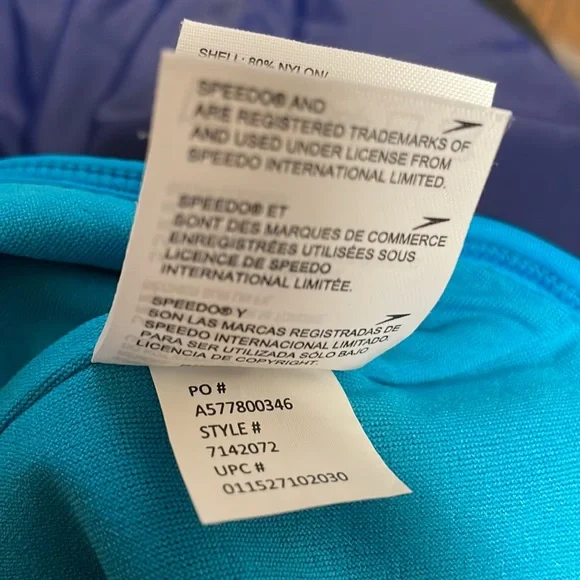 SHELL: 80% NYLON/
SPEEDO® AND
ARE REGISTERED TRADEMARKS OF
AND USED UNDER LICENSE FROM
SPEEDO INTERNATIONAL LIMITED.
SPEEDO® ET
SONT DES MARQUES DE COMMERCE
ENREGISTRÉES UTILISÉES SOUS
LICENCE DE SPEEDO
INTERNATIONAL LIMITÉE.
SPEEDO® Y
SON LAS MARCAS REGISTRADAS DE
SPEEDO INTERNACIONAL LIMITADO
PARA SER UTILIZADA SÓLO BAJO
LICENCIA DE COPYRIGHT.
PO #
A577800346
STYLE #
7142072
UPC #
011527102030